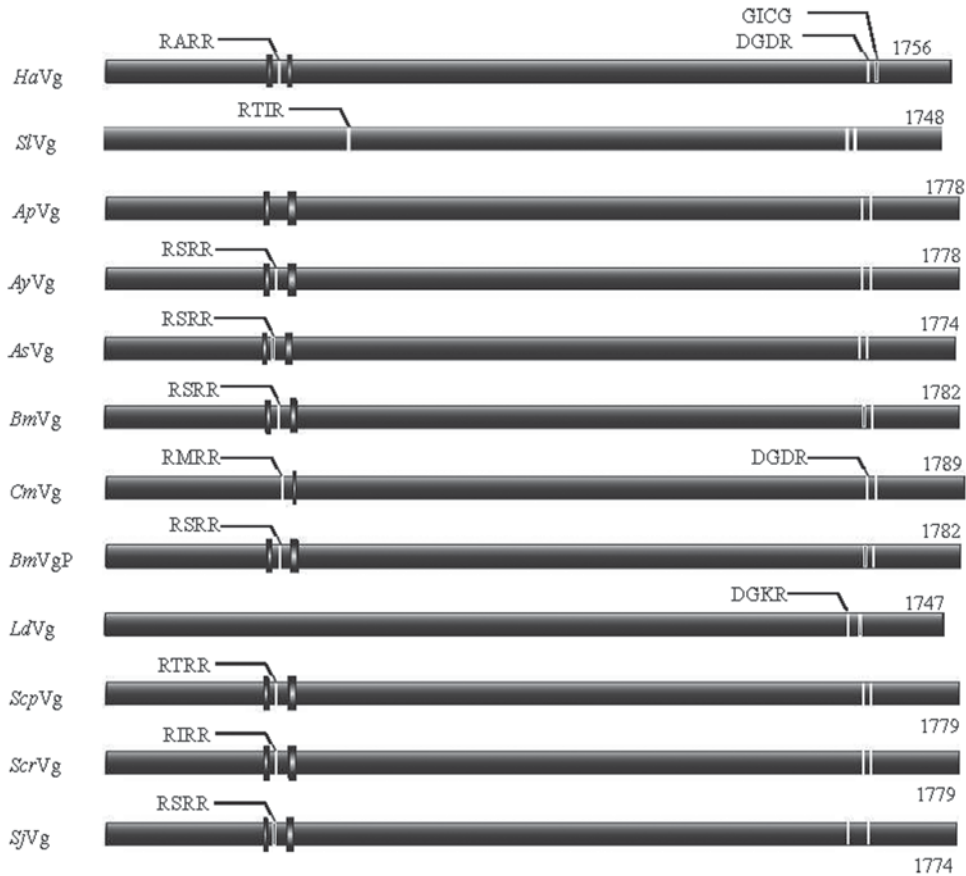 GICG
RARR DGDR 1756
HaVg
RTIR 1748
SlVg
1778
ApVg
RSRR 1778
AyVg
RSRR 1774
AsVg
RSRR 1782
BmVg
RMRR DGDR 1789
CmVg
RSRR 1782
BmVgP
DGKR 1747
LdVg
RTRR
ScpVg
1779
RIRR
ScrVg
1779
RSRR
SjVg
1774